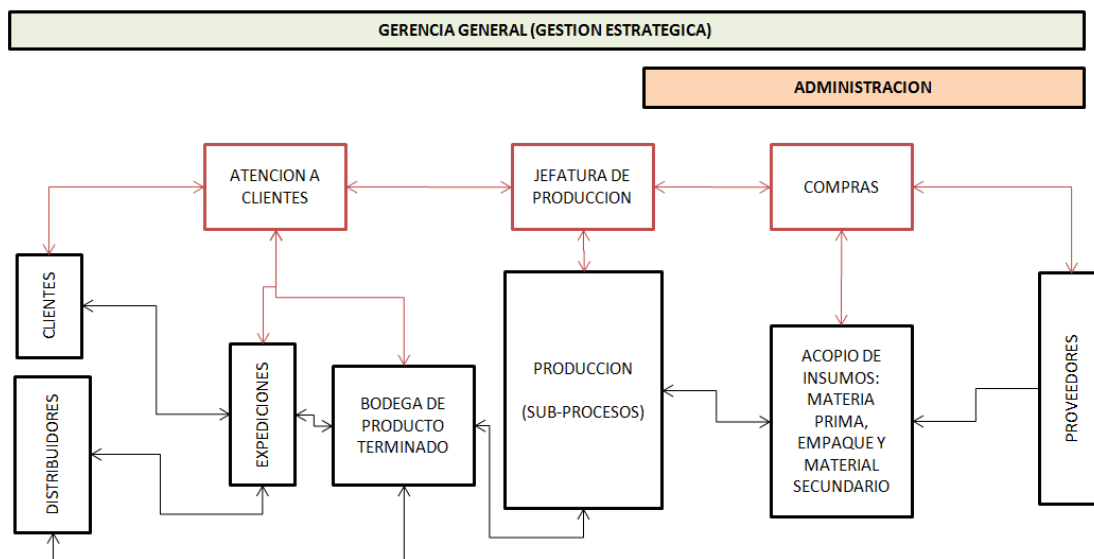 GERENCIA GENERAL (GESTION ESTRATEGICA)
ADMINISTRACION
ATENCION A
CLIENTES
JEFATURA DE
PRODUCCION
COMPRAS
CLIENTES
DISTRIBUIDORES
EXPEDICIONES
BODEGA DE
PRODUCTO
TERMINADO
PRODUCCION
(SUB-PROCESOS)
ACOPIO DE
INSUMOS:
MATERIA
PRIMA,
EMPAQUE Y
MATERIAL
SECUNDARIO
PROVEEDORES